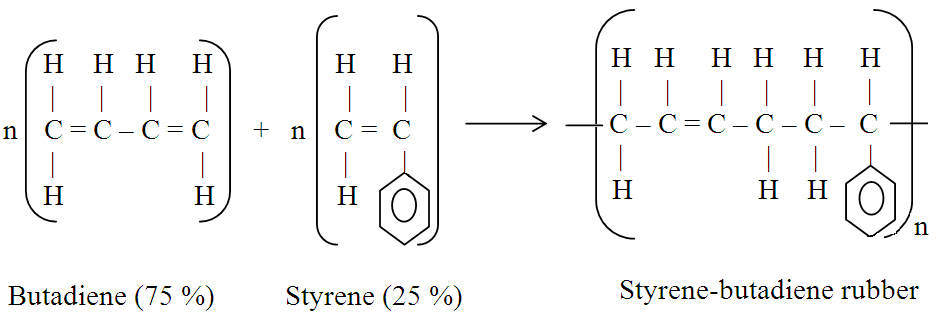 H H H H H H H H H H H H
n C = C – C = C + n C = C ⟶ — C – C = C – C – C – C —
H H H H H H
n
Butadiene (75 %) Styrene (25 %) Styrene-butadiene rubber